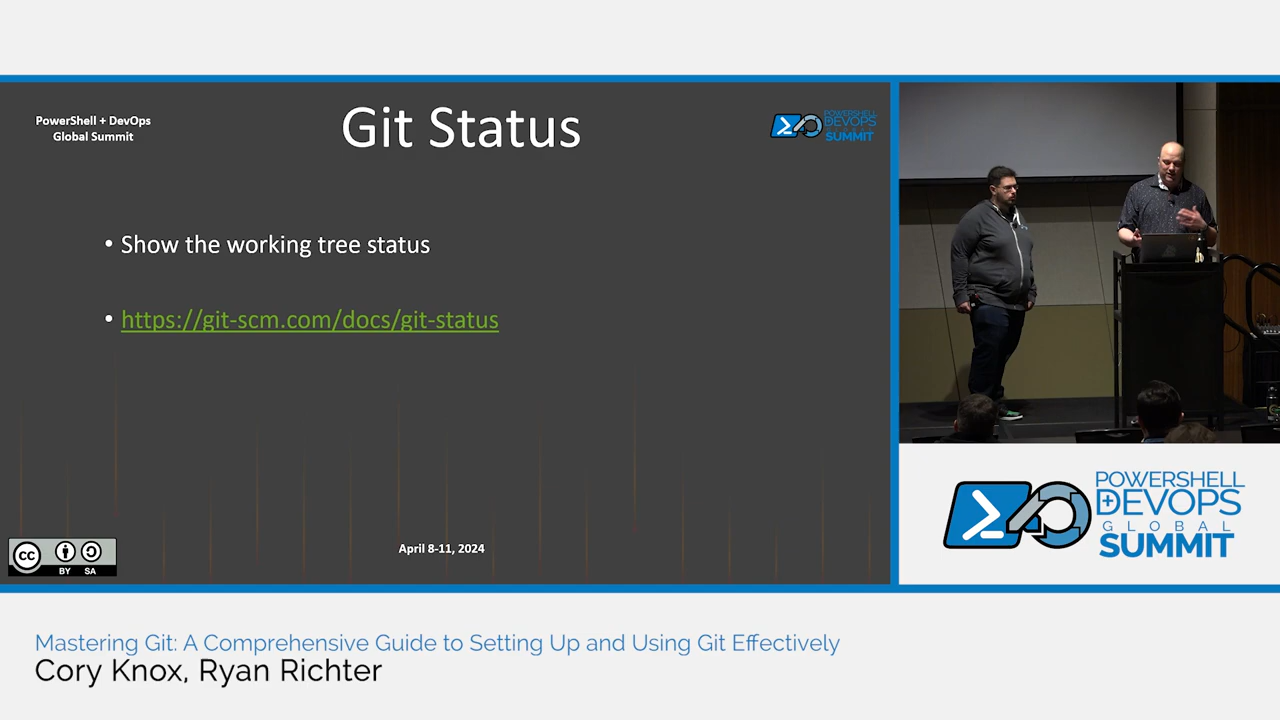 PowerShell + DevOps
Global Summit
Git Status
POWERSHELL
+DEVOPS
GLOBAL
SUMMIT
• Show the working tree status
• https://git-scm.com/docs/git-status
April 8-11, 2024
cc
BY SA
POWERSHELL
+DEVOPS
GLOBAL
SUMMIT
Mastering Git: A Comprehensive Guide to Setting Up and Using Git Effectively
Cory Knox, Ryan Richter